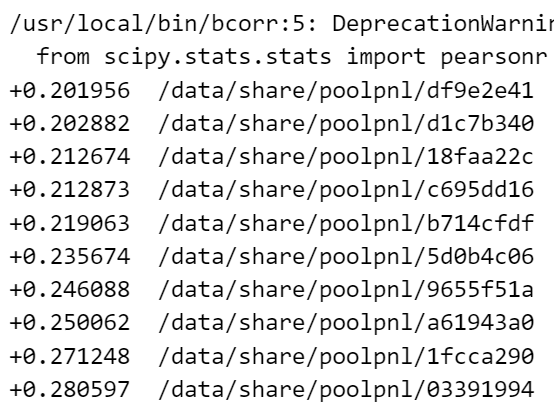 /usr/local/bin/bcorr:5: DeprecationWarnin
from scipy.stats.stats import pearsonr
+0.201956 /data/share/poolpnl/df9e2e41
+0.202882 /data/share/poolpnl/d1c7b340
+0.212674 /data/share/poolpnl/18faa22c
+0.212873 /data/share/poolpnl/c695dd16
+0.219063 /data/share/poolpnl/b714cfdf
+0.235674 /data/share/poolpnl/5d0b4c06
+0.246088 /data/share/poolpnl/9655f51a
+0.250062 /data/share/poolpnl/a61943a0
+0.271248 /data/share/poolpnl/1fcca290
+0.280597 /data/share/poolpnl/03391994